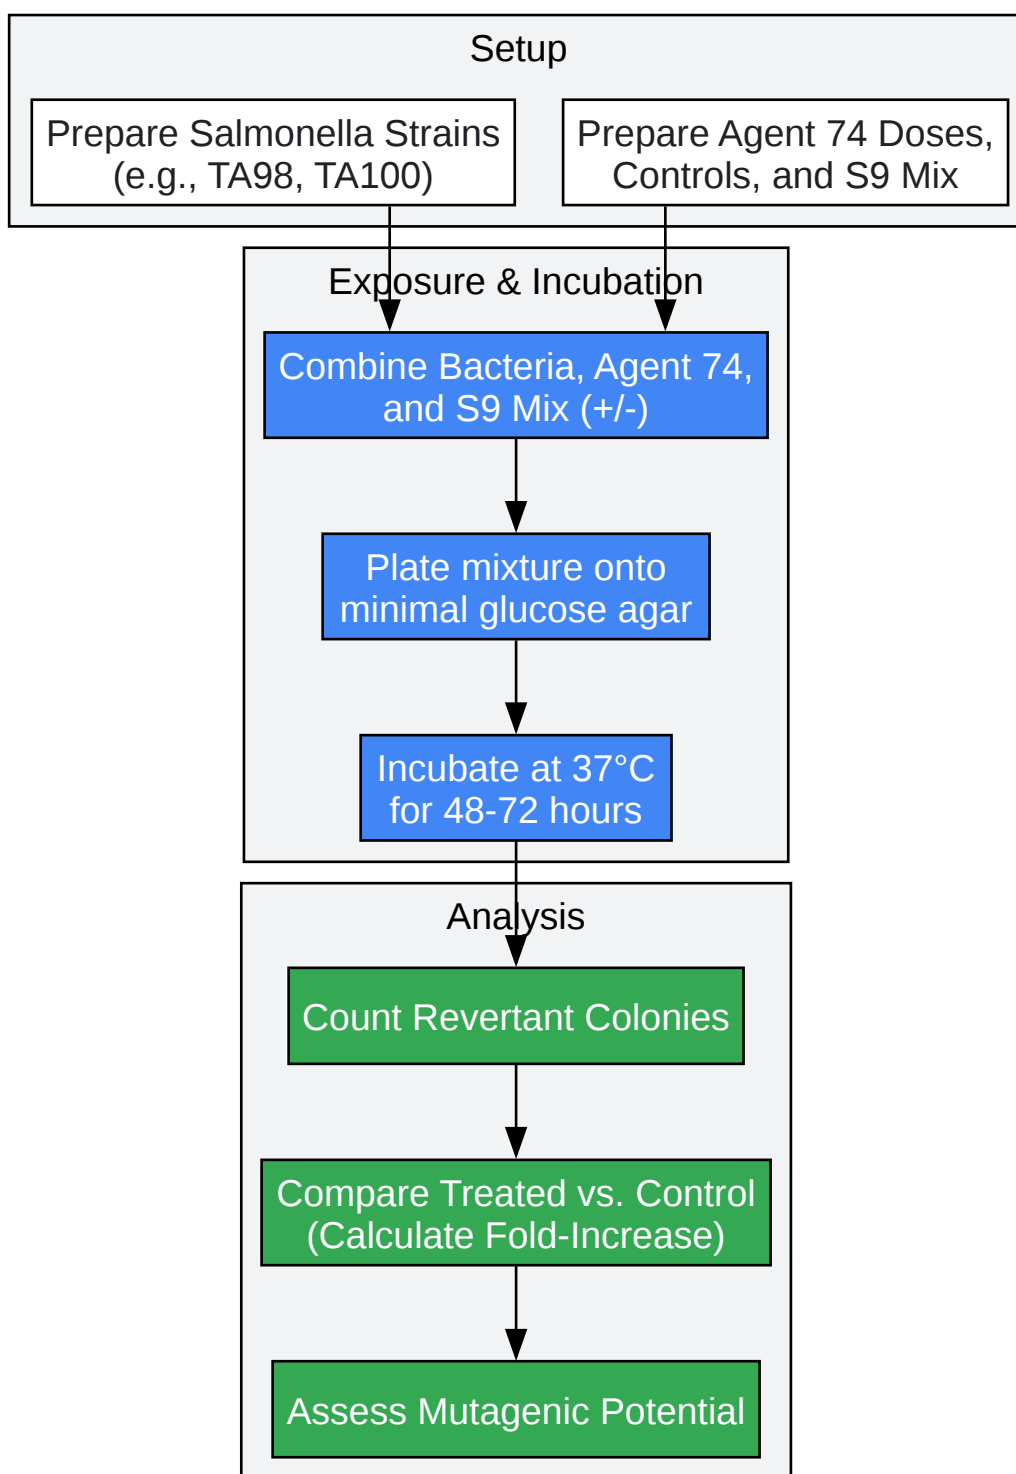 Setup
Prepare Salmonella Strains
(e.g., TA98, TA100)
Prepare Agent 74 Doses,
Controls, and S9 Mix
Exposure & Incubation
Combine Bacteria, Agent 74,
and S9 Mix (+/-)
Plate mixture onto
minimal glucose agar
Incubate at 37°C
for 48-72 hours
Analysis
Count Revertant Colonies
Compare Treated vs. Control
(Calculate Fold-Increase)
Assess Mutagenic Potential